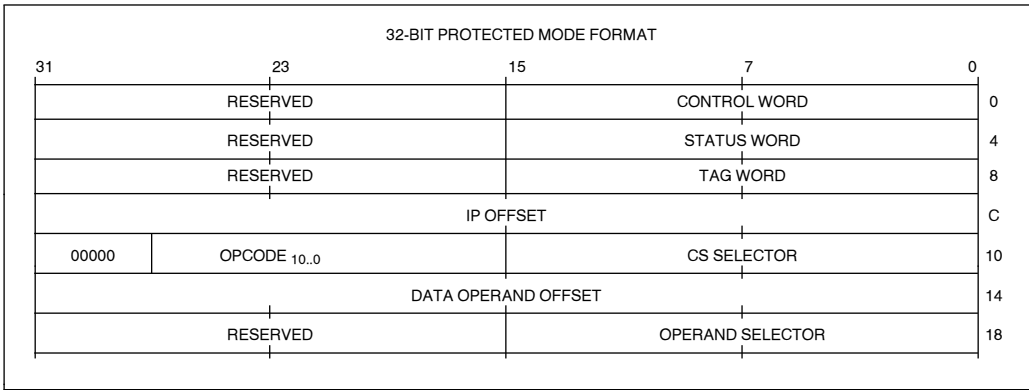 32-BIT PROTECTED MODE FORMAT
31 23 15 7 0
RESERVED CONTROL WORD 0
RESERVED STATUS WORD 4
RESERVED TAG WORD 8
IP OFFSET C
00000 OPCODE 10..0 CS SELECTOR 10
DATA OPERAND OFFSET 14
RESERVED OPERAND SELECTOR 18